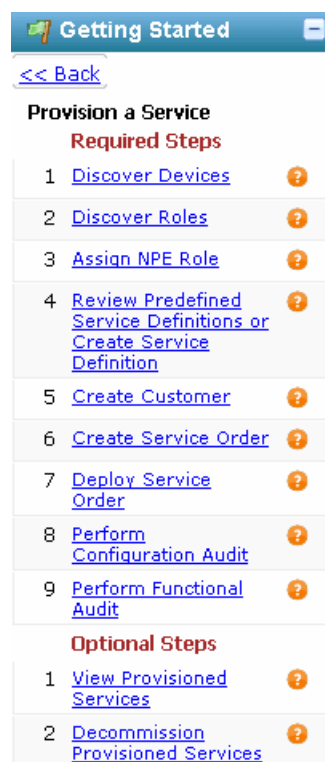 Getting Started
<< Back
Provision a Service
Required Steps
1 Discover Devices ?
2 Discover Roles ?
3 Assign NPE Role ?
4 Review Predefined ?
Service Definitions or
Create Service
Definition
5 Create Customer ?
6 Create Service Order ?
7 Deploy Service ?
Order
8 Perform ?
Configuration Audit
9 Perform Functional ?
Audit
Optional Steps
1 View Provisioned ?
Services
2 Decommission ?
Provisioned Services